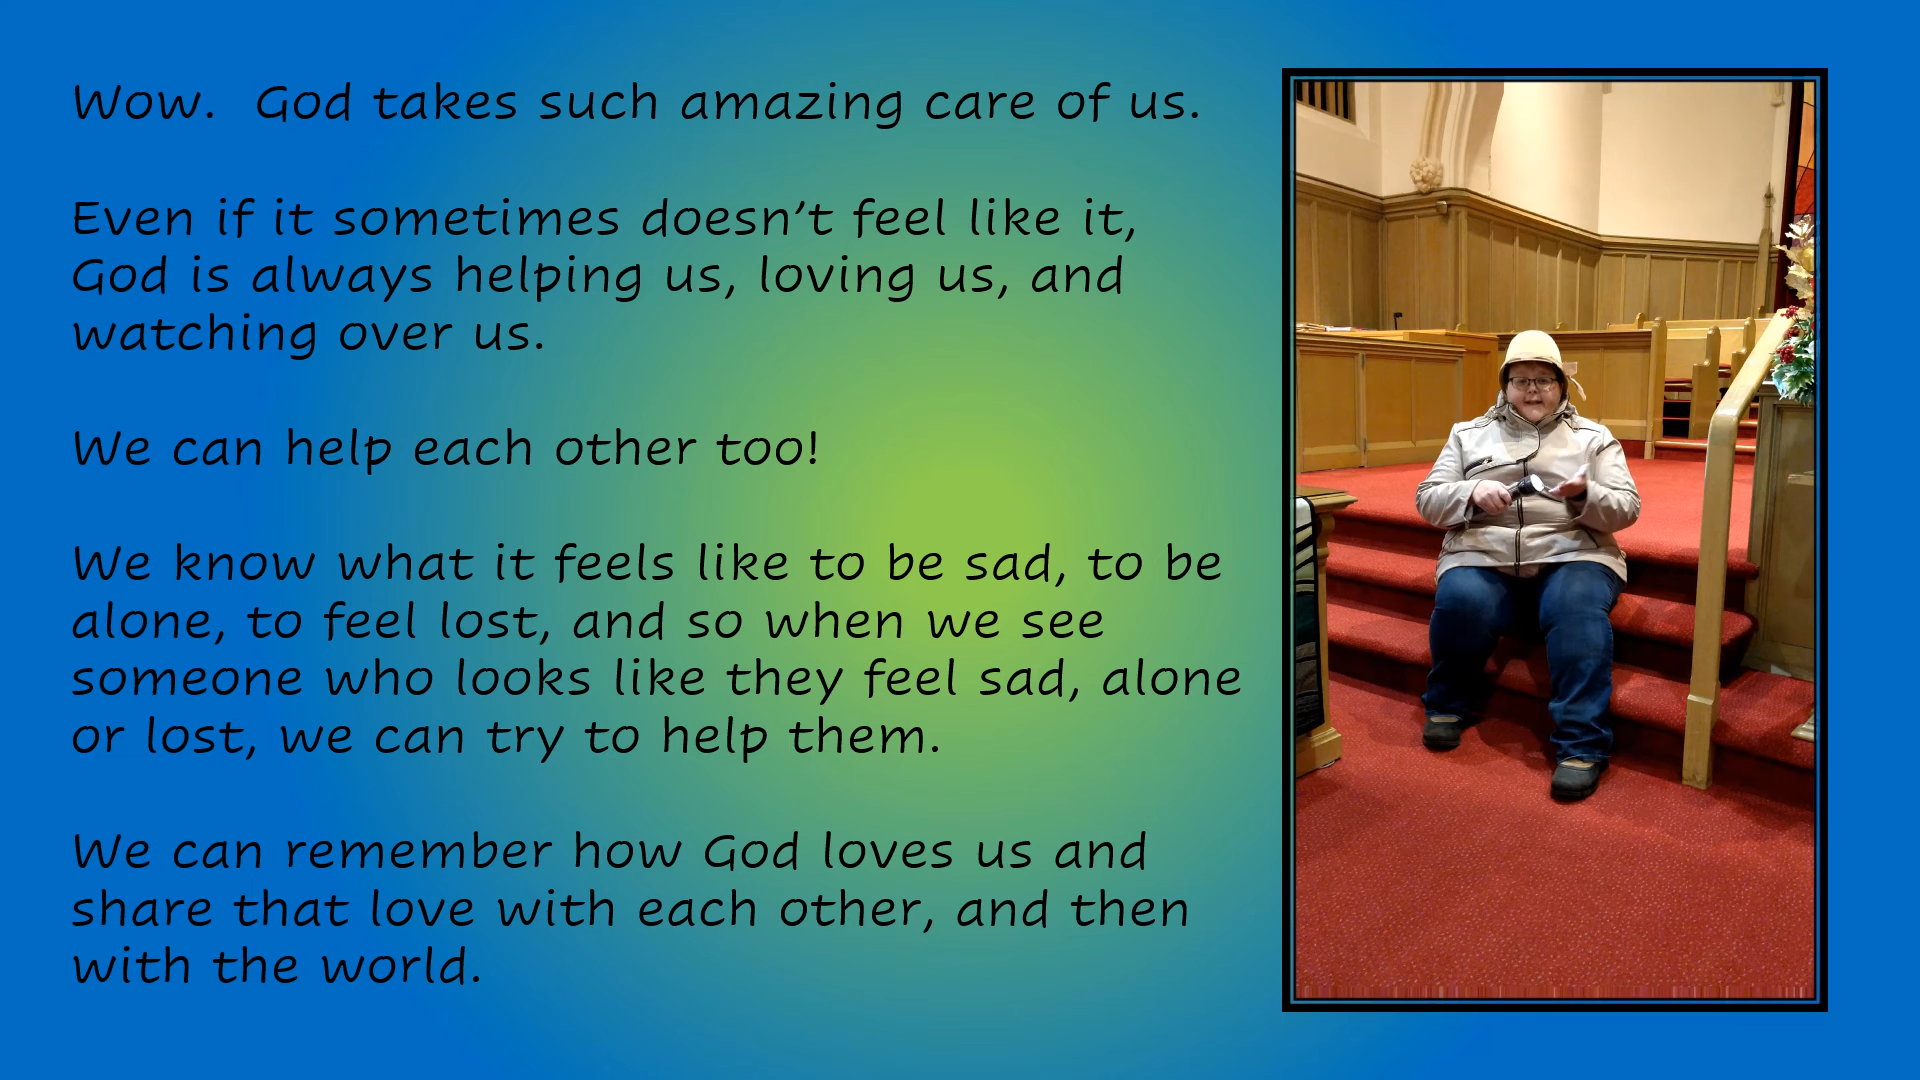 Wow.  God takes such amazing care of us.
Even if it sometimes doesn’t feel like it,
God is always helping us, loving us, and
watching over us.
We can help each other too!
We know what it feels like to be sad, to be
alone, to feel lost, and so when we see
someone who looks like they feel sad, alone
or lost, we can try to help them.
We can remember how God loves us and
share that love with each other, and then
with the world.